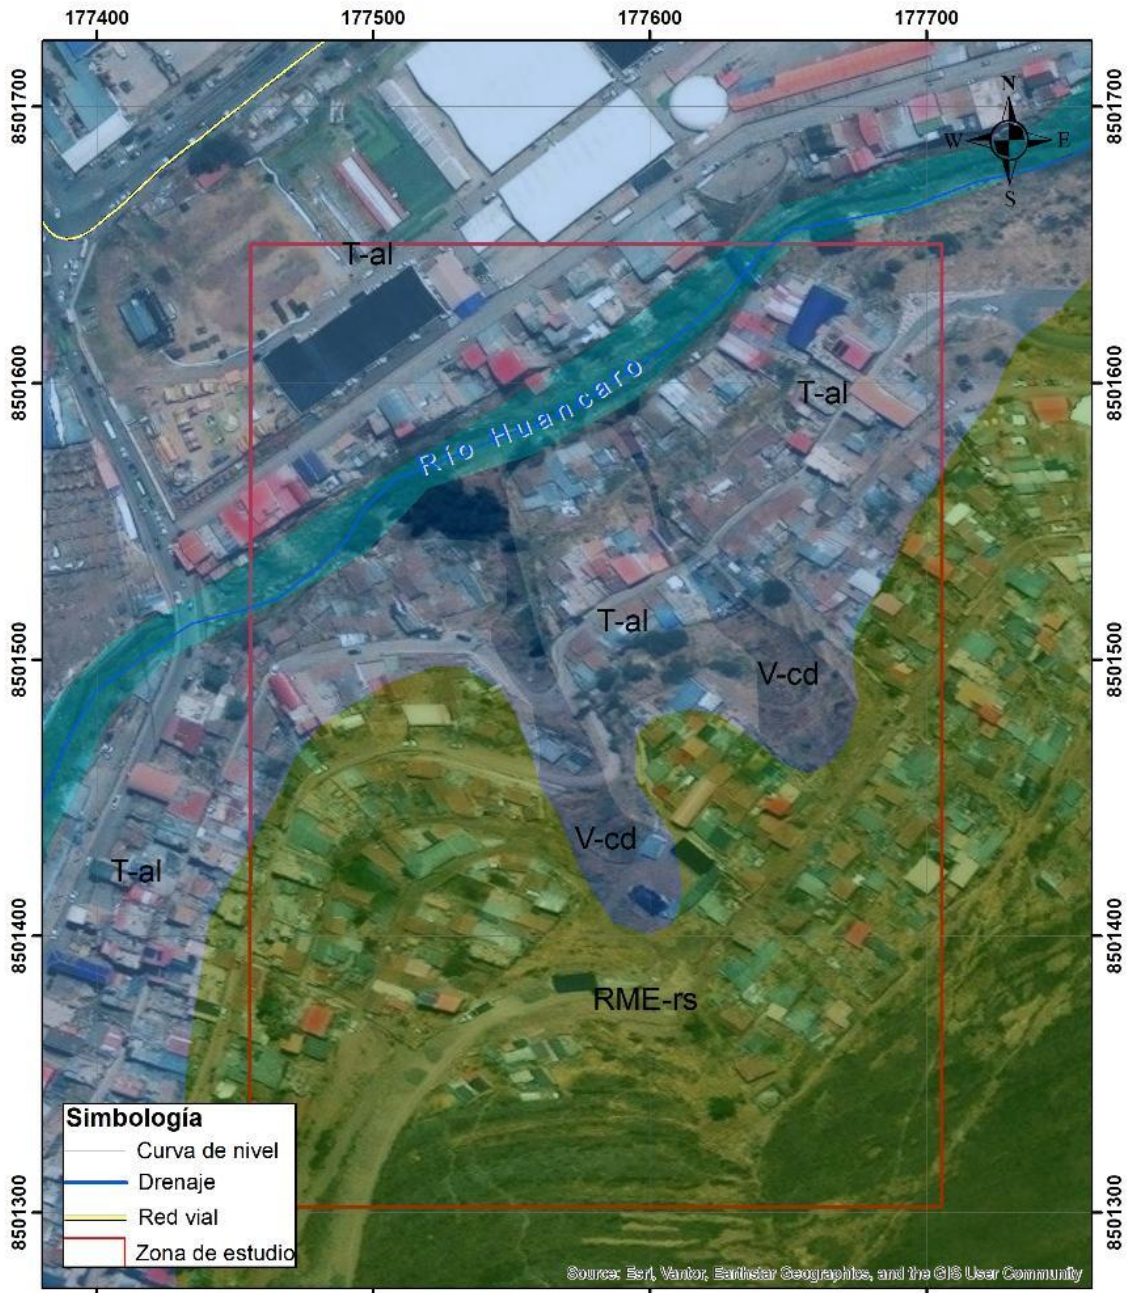 177400 177500 177600 177700
8501700 8501700
N
W E
S
T-al
8501600 8501600
T-al
Río Huancaro
T-al
8501500 8501500
V-cd
V-cd
T-al
8501400 8501400
RME-rs
Simbología
Curva de nivel
Drenaje
Red vial
Zona de estudio
8501300 8501300
Source: Esri, Vantor, Earthstar Geographics, and the GIS User Community